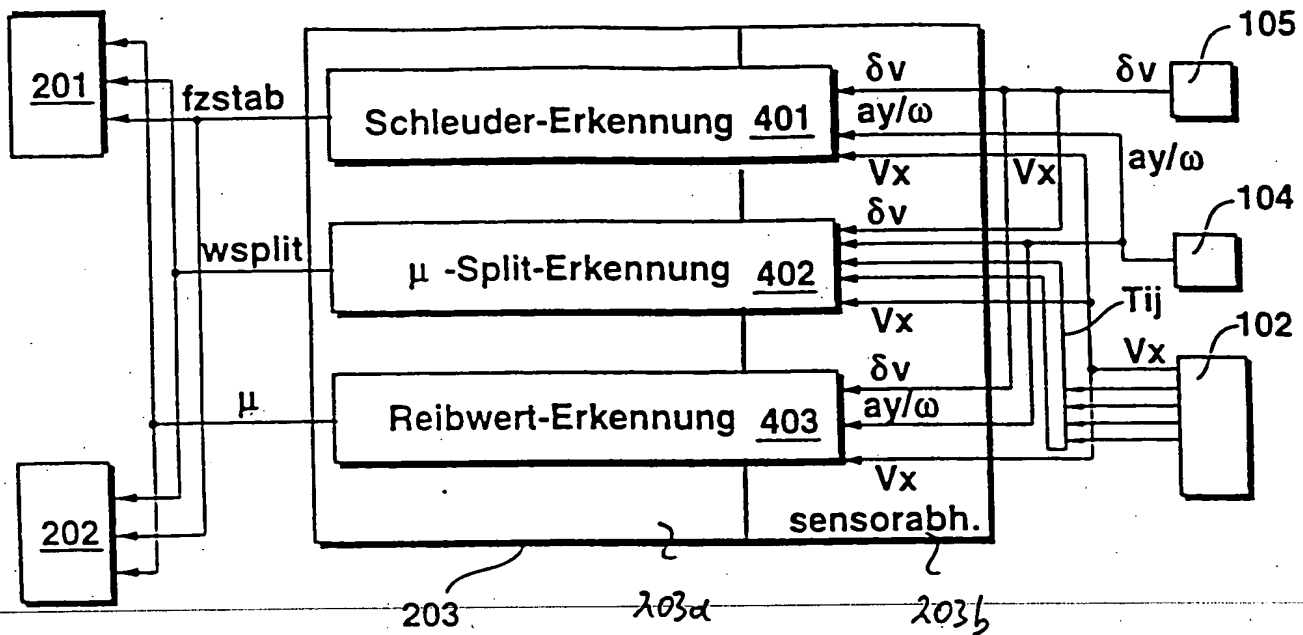 105
201
fzstab
Schleuder-Erkennung 401
δv
δv
ay/ω
Vx
Vx
ay/ω
104
wsplit
μ -Split-Erkennung 402
δv
Vx
Tij
102
Vx
μ
Reibwert-Erkennung 403
δv
ay/ω
Vx
202
sensorabh.
203
203a
203b